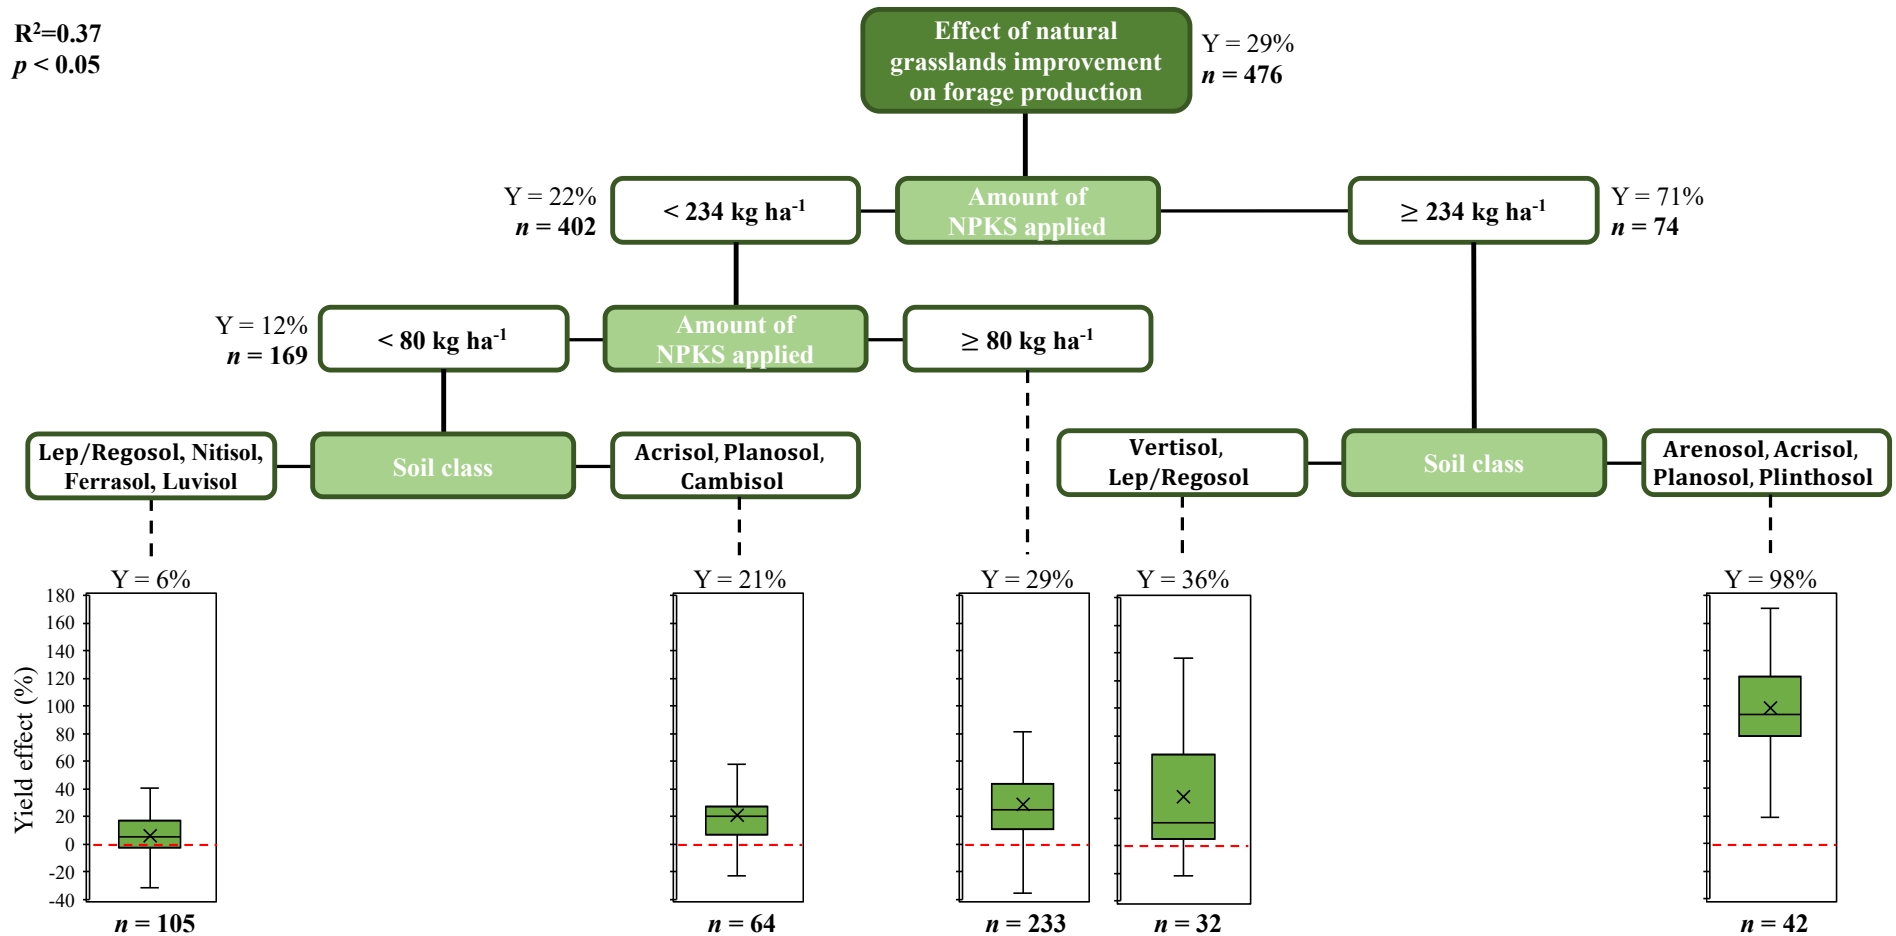 R²=0.37
p < 0.05
Effect of natural
grasslands improvement
on forage production
Y = 29%
n = 476
Y = 22%
n = 402
< 234 kg ha⁻¹
Amount of
NPKS applied
≥ 234 kg ha⁻¹
Y = 71%
n = 74
Y = 12%
n = 169
< 80 kg ha⁻¹
Amount of
NPKS applied
≥ 80 kg ha⁻¹
Lep/Regosol, Nitisol,
Ferrasol, Luvisol
Soil class
Acrisol, Planosol,
Cambisol
Vertisol,
Lep/Regosol
Soil class
Arenosol, Acrisol,
Planosol, Plinthosol
Y = 6%
Y = 21%
Y = 29%
Y = 36%
Y = 98%
Yield effect (%)
180
160
140
120
100
80
60
40
20
0
-20
-40
n = 105
n = 64
n = 233
n = 32
n = 42